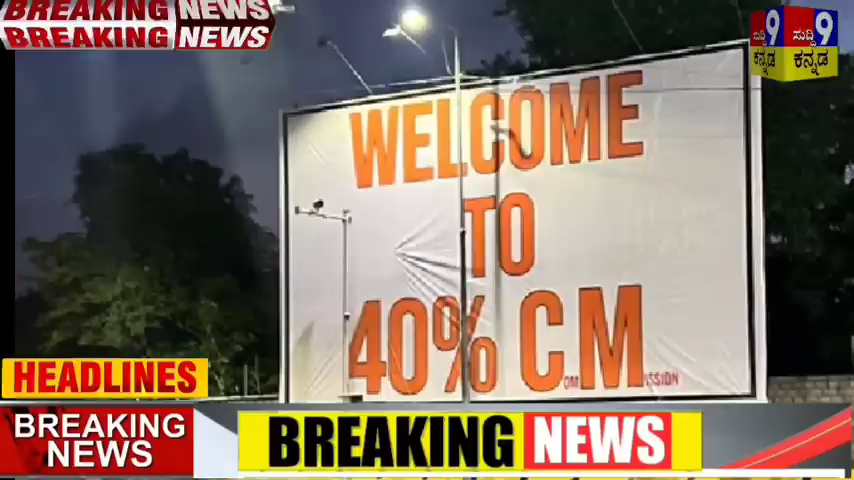 BREAKING NEWS
BREAKING NEWS
ಸುದ್ದಿ 9
ಕನ್ನಡ
ಸುದ್ದಿ 9
ಕನ್ನಡ
WELCOME
TO
40% CM
HEADLINES
BREAKING
NEWS
BREAKING NEWS